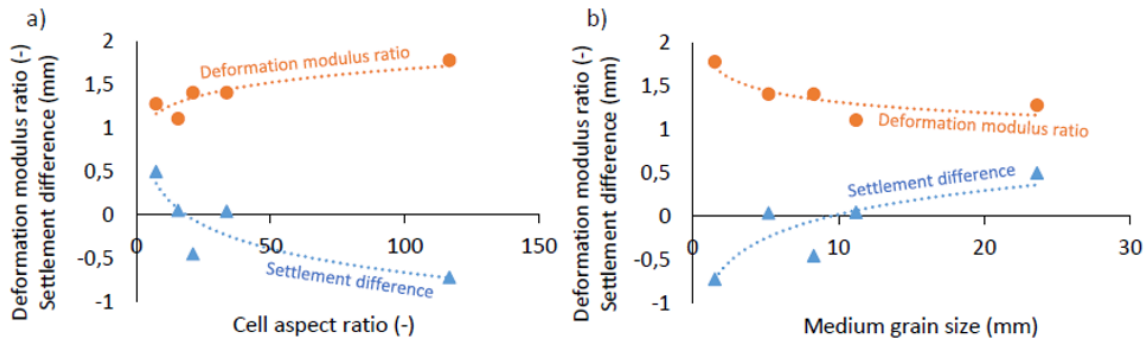 a)
Deformation modulus ratio (-)
Settlement difference (mm)
2
1,5
1
0,5
0
-0,5
-1
0
50
100
150
Deformation modulus ratio
Settlement difference
Cell aspect ratio (-)
b)
Deformation modulus ratio (-)
Settlement difference (mm)
2
1,5
1
0,5
0
-0,5
-1
0
10
20
30
Deformation modulus ratio
Settlement difference
Medium grain size (mm)